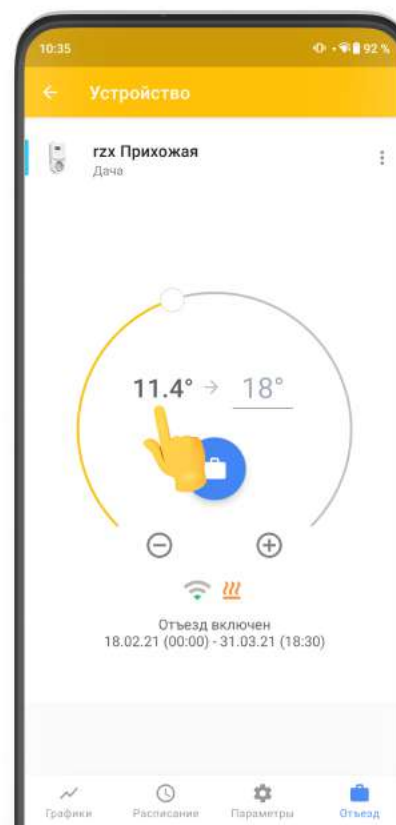 10:35
92 %
Устройство
rzx Прихожая
Дача
11.4° → 18°
Отъезд включен
18.02.21 (00:00) - 31.03.21 (18:30)
Графики Расписание Параметры Отъезд